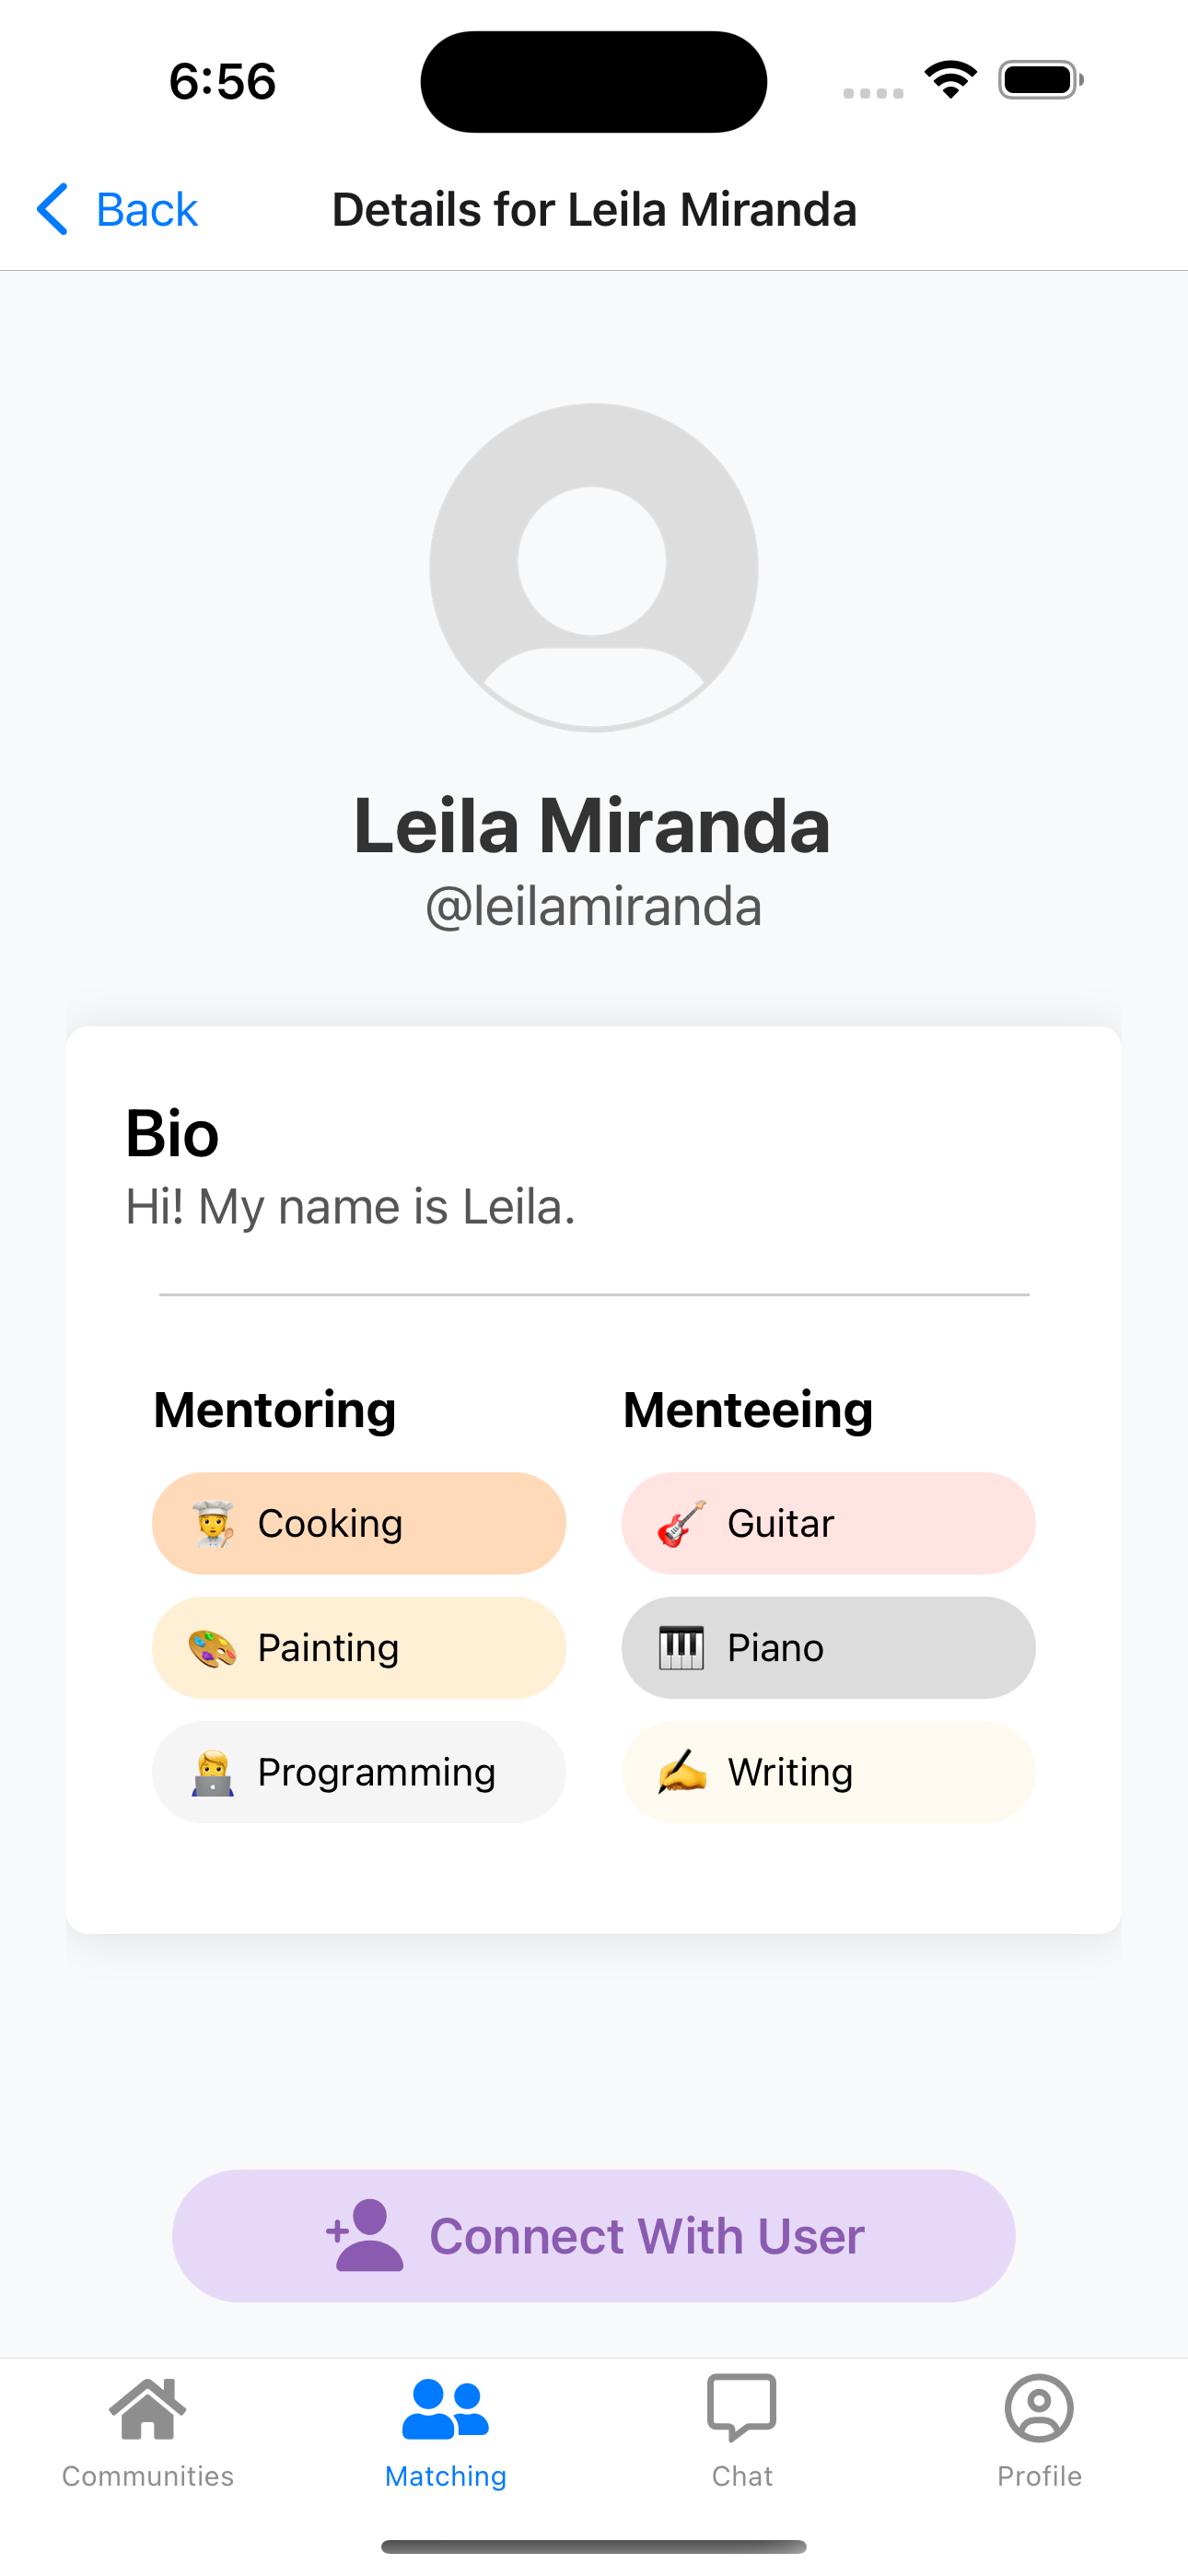 6:56
Back
Details for Leila Miranda
Leila Miranda
@leilamiranda
Bio
Hi! My name is Leila.
Mentoring
Menteeing
Cooking
Guitar
Painting
Piano
Programming
Writing
Connect With User
Communities
Matching
Chat
Profile